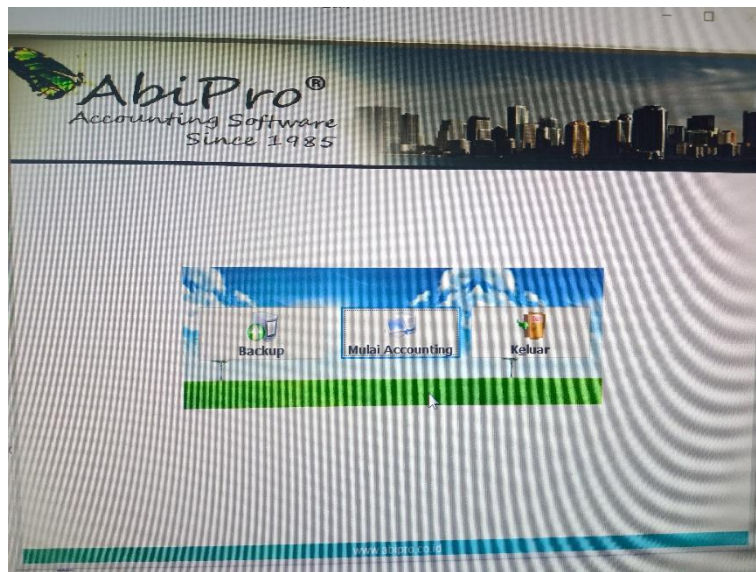 AbiPro®
Accounting Software
Since 1985
Backup
Mulai Accounting
Keluar
www.abipro.co.id